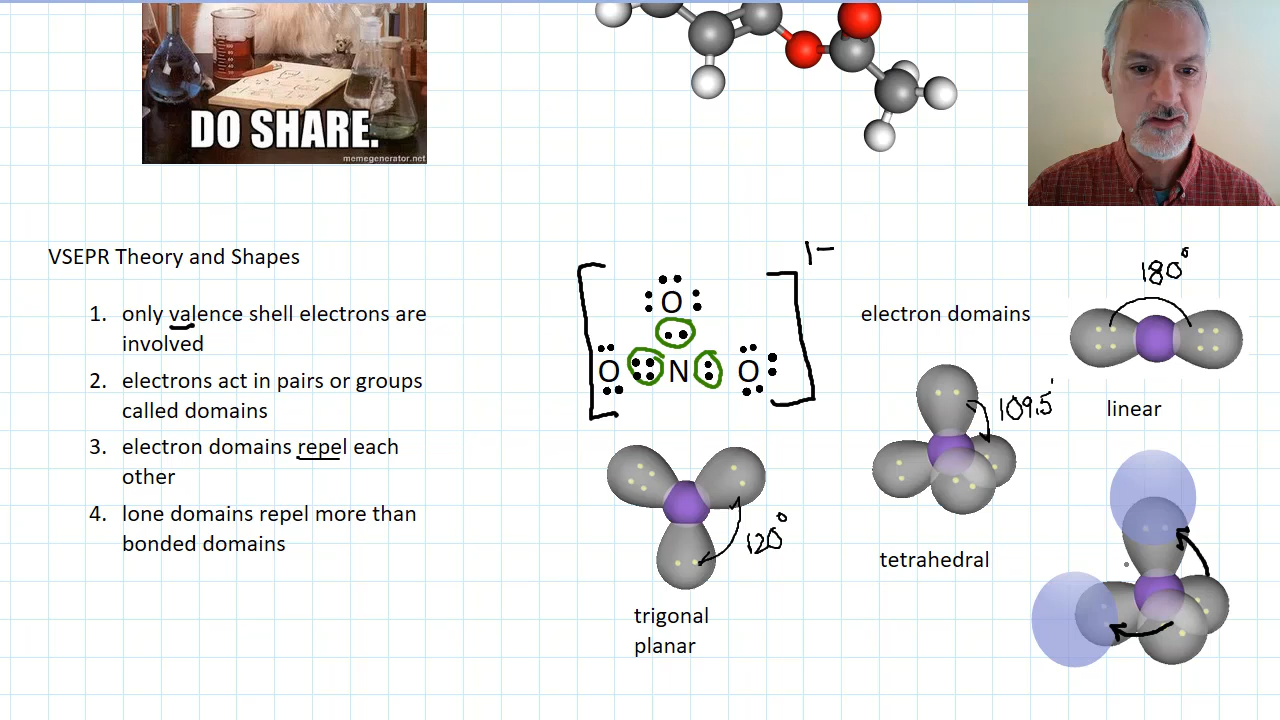 DO SHARE.
memegenerator.net
VSEPR Theory and Shapes
1. only valence shell electrons are
involved
2. electrons act in pairs or groups
called domains
3. electron domains repel each
other
4. lone domains repel more than
bonded domains
1-
O
O N O
electron domains
180°
linear
109.5°
tetrahedral
120°
trigonal
planar